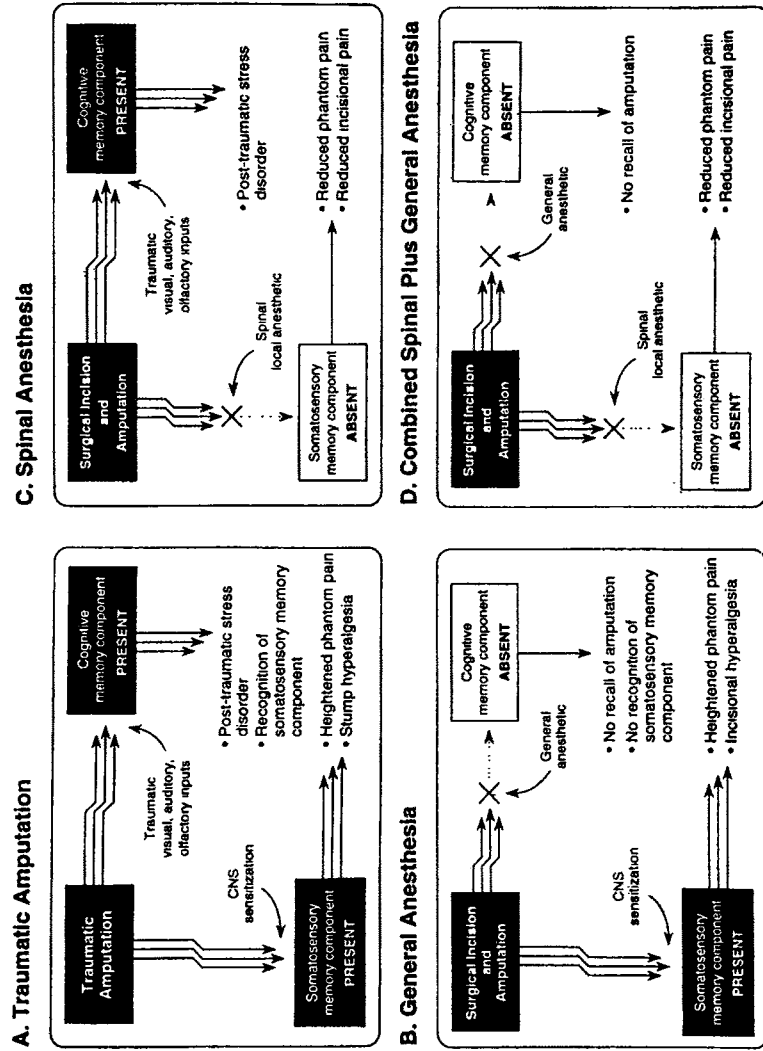 A. Traumatic Amputation
Traumatic
Amputation
Cognitive
memory component
PRESENT
Traumatic
visual, auditory,
olfactory inputs
• Post-traumatic stress
disorder
• Recognition of
somatosensory memory
component
CNS
sensitization
Somatosensory
memory component
PRESENT
• Heightened phantom pain
• Stump hyperalgesia
C. Spinal Anesthesia
Surgical Incision
and
Amputation
Cognitive
memory component
PRESENT
Traumatic
visual, auditory,
olfactory inputs
• Post-traumatic stress
disorder
Spinal
local anesthetic
Somatosensory
memory component
ABSENT
• Reduced phantom pain
• Reduced incisional pain
B. General Anesthesia
Surgical Incision
and
Amputation
Cognitive
memory component
ABSENT
General
anesthetic
• No recall of amputation
• No recognition of
somatosensory memory
component
CNS
sensitization
Somatosensory
memory component
PRESENT
• Heightened phantom pain
• Incisional hyperalgesia
D. Combined Spinal Plus General Anesthesia
Surgical Incision
and
Amputation
Cognitive
memory component
ABSENT
General
anesthetic
• No recall of amputation
Spinal
local anesthetic
Somatosensory
memory component
ABSENT
• Reduced phantom pain
• Reduced incisional pain